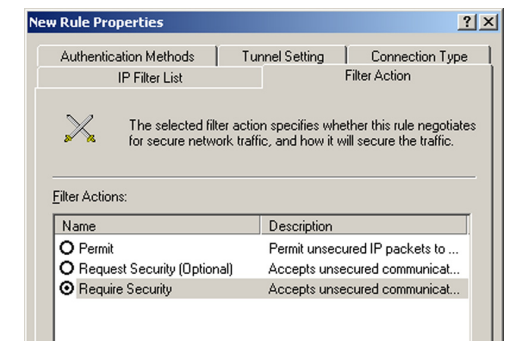 New Rule Properties
Authentication Methods Tunnel Setting Connection Type
IP Filter List Filter Action
The selected filter action specifies whether this rule negotiates
for secure network traffic, and how it will secure the traffic.
Filter Actions:
Name Description
Permit Permit unsecured IP packets to ...
Request Security (Optional) Accepts unsecured communicat...
Require Security Accepts unsecured communicat...